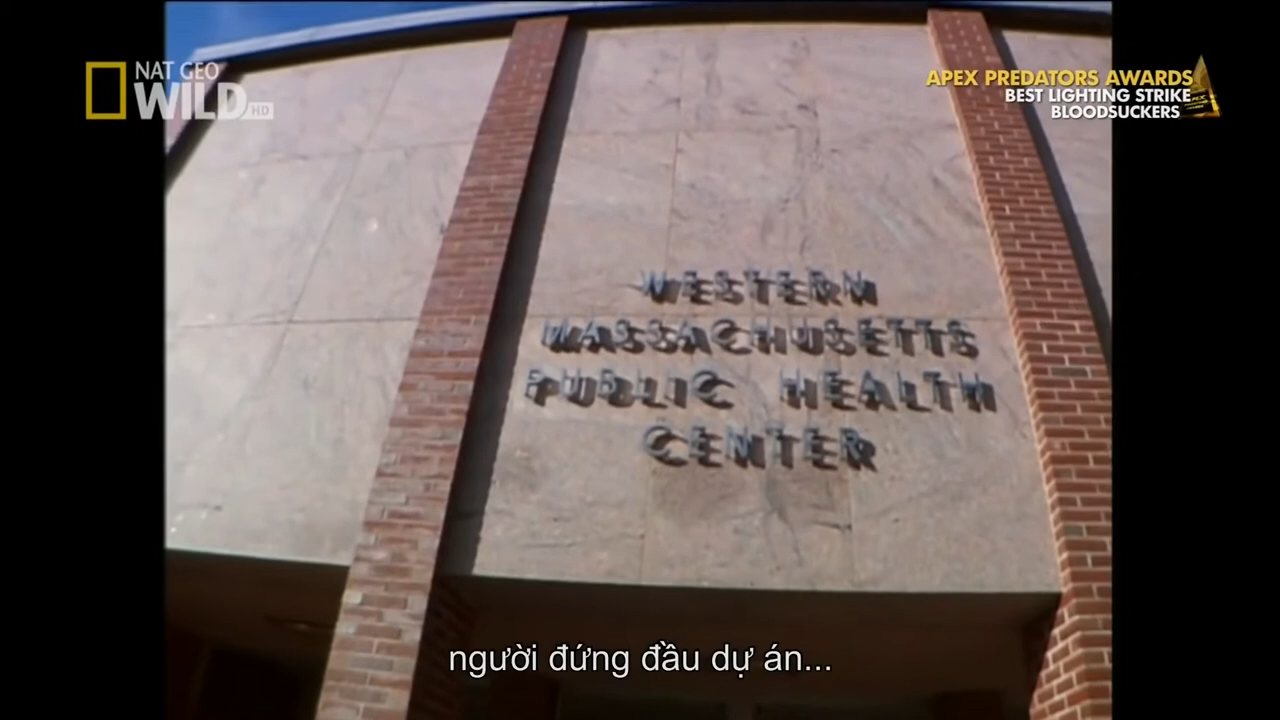 NAT GEO
WILD HD
APEX PREDATORS AWARDS
BEST LIGHTING STRIKE
BLOODSUCKERS
WESTERN
MASSACHUSETTS
PUBLIC HEALTH
CENTER
người đứng đầu dự án...